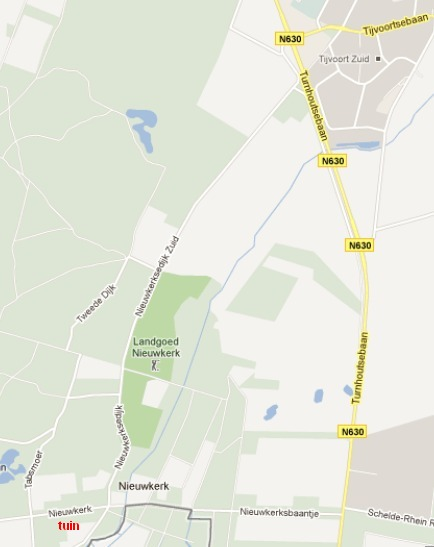 Tijvoortsebaan
N630
Tijvoort Zuid
Turnhoutsebaan
N630
Nieuwkerksedijk Zuid
N630
Tweede Dijk
Landgoed
Nieuwkerk
Turnhoutsebaan
Nieuwkerksedijk
N630
Tabsmoer
Nieuwkerk
Nieuwkerk
Nieuwkerksbaantje
Schelde-Rhein R
tuin